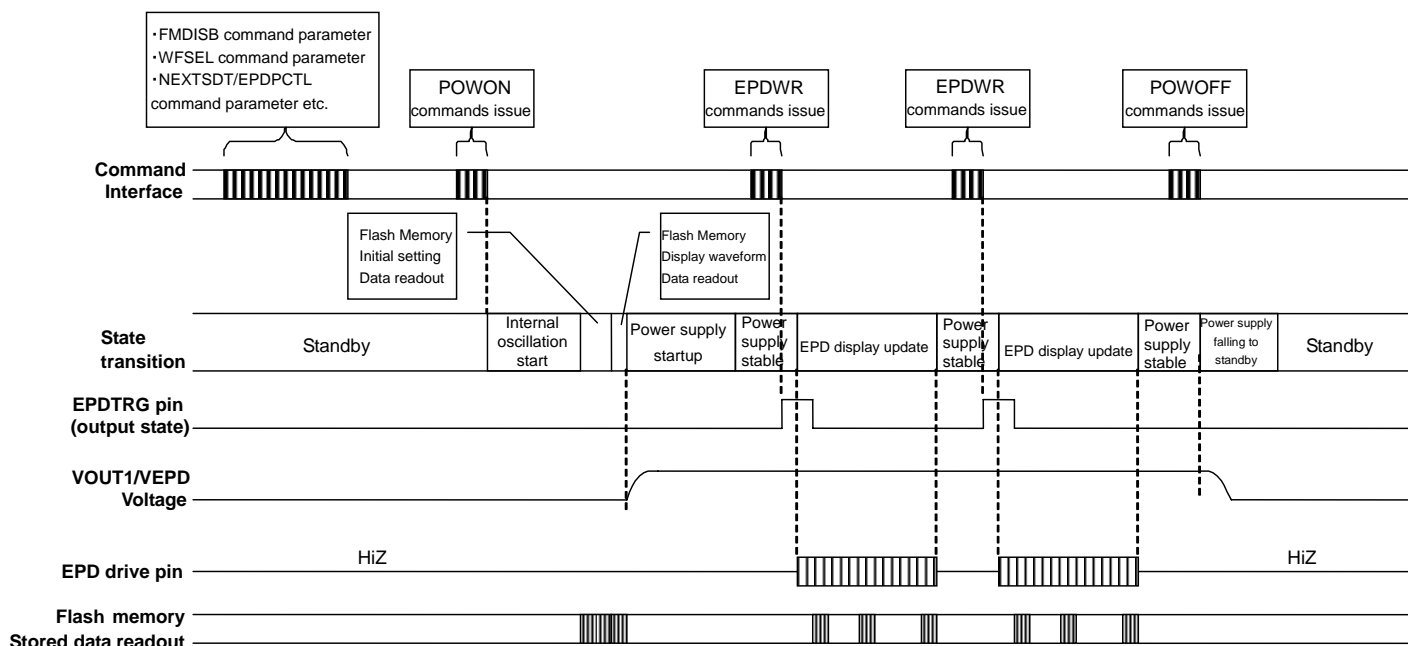 ・FMDISB command parameter
・WFSEL command parameter
・NEXTSDT/EPDPCTL
command parameter etc.
POWON
commands issue
EPDWR
commands issue
EPDWR
commands issue
POWOFF
commands issue
Command
Interface
Flash Memory
Initial setting
Data readout
Flash Memory
Display waveform
Data readout
State
transition
Standby
Internal
oscillation
start
Power supply
startup
Power
supply
stable
EPD display update
Power
supply
stable
EPD display update
Power
supply
stable
Power supply
falling to
standby
Standby
EPDTRG pin
(output state)
VOUT1/VEPD
Voltage
EPD drive pin
HiZ
HiZ
Flash memory
Stored data readout